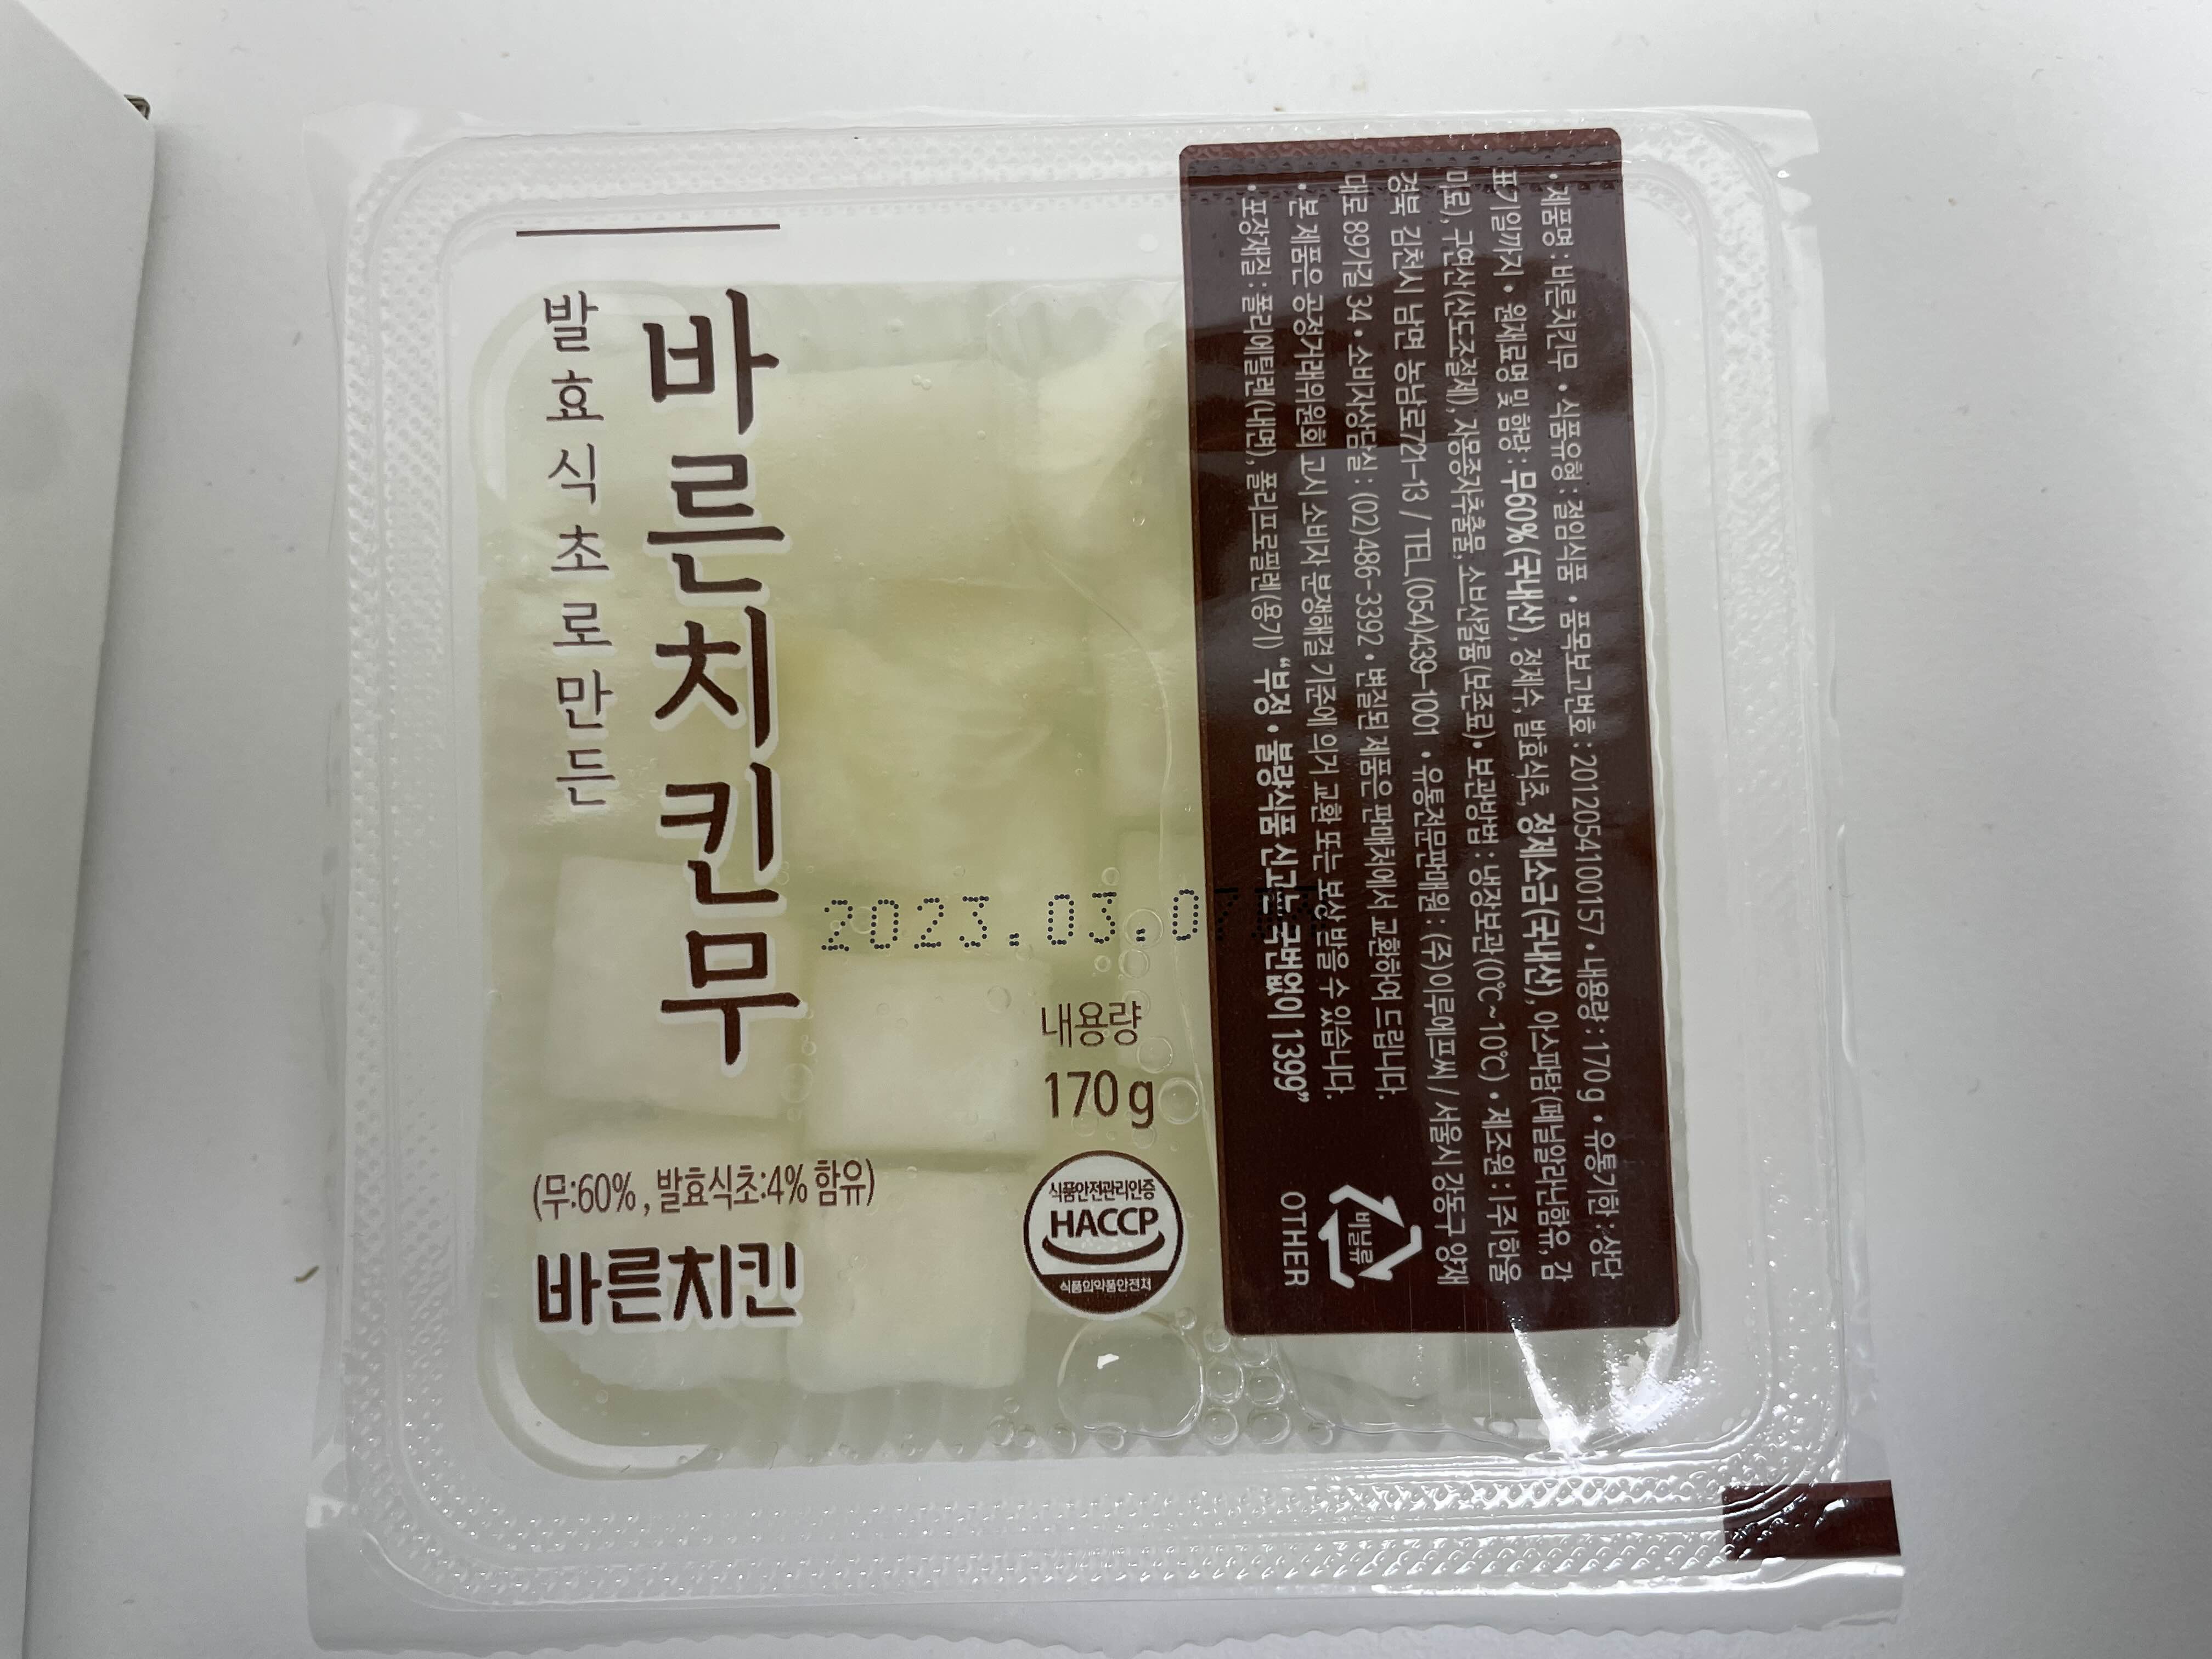 발효식초로만든
바른치킨무
2023.03.07
내용량
170g
(무:60%, 발효식초:4% 함유)
바른치킨
식품안전관리인증
HACCP
식품의약품안전처
• 제품명 : 바른치킨무 • 식품유형 : 절임식품 • 품목보고번호 : 201205410015​7 • 내용량 : 170g • 유통기한 : 상단
표기일까지 • 원재료명 및 함량 : 무60%(국내산), 정제수, 발효식초, 정제소금(국내산), 아스파탐(페닐알라닌함유, 감
미료), 구연산(산도조절제), 자몽종자추출물, 소브산칼륨(보존료) • 보관방법 : 냉장보관(0℃~10℃) • 제조원 : I주)한울
경북 김천시 남면 농남로721-13 / TEL.(054)439-1001 • 유통전문판매원 : (주)이루에프씨 / 서울시 강동구 양재
대로 89가길 34 • 소비자상담실 : (02)486-3392 • 변질된 제품은 판매처에서 교환하여 드립니다.
• 본 제품은 공정거래위원회 고시 소비자 분쟁해결 기준에 의거 교환 또는 보상 받을 수 있습니다.
• 포장재질 : 폴리에틸렌(내면), 폴리프로필렌(용기) “부정 • 불량식품 신고는 국번없이 1399”
비닐류
OTHER